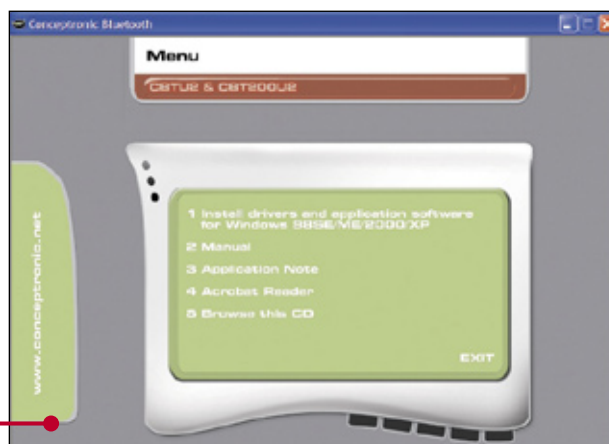 Conceptronic Bluetooth
Menu
CBTU2 & CBT200U2
www.conceptronic.net
1 Install drivers and application software
for Windows 98SE/ME/2000/XP
2 Manual
3 Application Note
4 Acrobat Reader
5 Browse this CD
EXIT